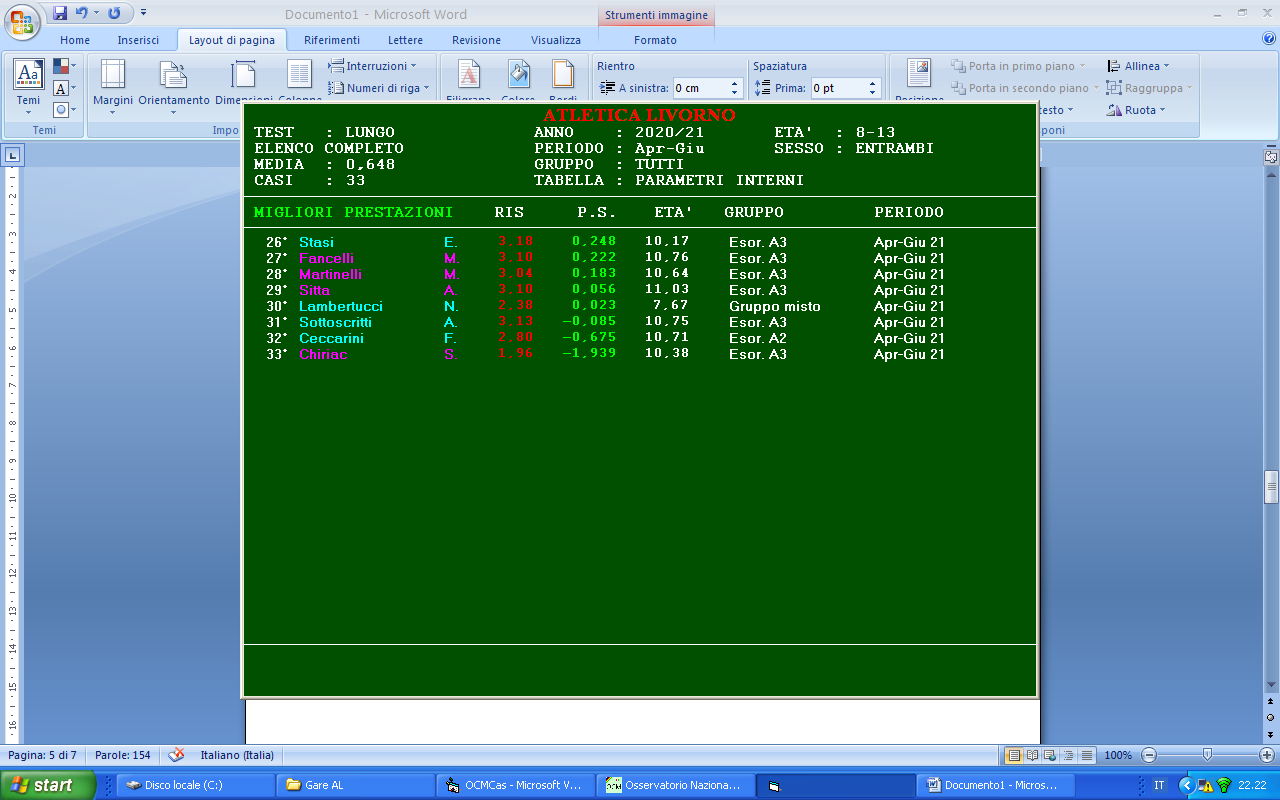 Documento1 - Microsoft Word
Strumenti immagine
Home Inserisci Layout di pagina Riferimenti Lettere Revisione Visualizza Formato
Aa
Temi
Margini Orientamento Dimensioni Colonne
Interruzioni
Numeri di riga
Filigrana Colore Bordi
Rientro
A sinistra: 0 cm
Spaziatura
Prima: 0 pt
Posizione
Porta in primo piano
Porta in secondo piano
Allinea
Raggruppa
Ruota
Temi
ATLETICA LIVORNO
TEST : LUNGO ANNO : 2020/21 ETA' : 8-13
ELENCO COMPLETO PERIODO : Apr-Giu SESSO : ENTRAMBI
MEDIA : 0,648 GRUPPO : TUTTI
CASI : 33 TABELLA : PARAMETRI INTERNI
MIGLIORI PRESTAZIONI RIS P.S. ETA' GRUPPO PERIODO
26° Stasi E. 3,18 0,248 10,17 Esor. A3 Apr-Giu 21
27° Fancelli M. 3,10 0,222 10,76 Esor. A3 Apr-Giu 21
28° Martinelli M. 3,04 0,183 10,64 Esor. A3 Apr-Giu 21
29° Sitta A. 3,10 0,056 11,03 Esor. A3 Apr-Giu 21
30° Lambertucci N. 2,38 0,023 7,67 Gruppo misto Apr-Giu 21
31° Sottoscritti A. 3,13 -0,085 10,75 Esor. A3 Apr-Giu 21
32° Ceccarini F. 2,80 -0,675 10,71 Esor. A2 Apr-Giu 21
33° Chiriac S. 1,96 -1,939 10,38 Esor. A3 Apr-Giu 21
Pagina: 5 di 7 Parole: 154 Italiano (Italia) 100%
start Disco locale (C:) Gare AL OCMCas - Microsoft V... Osservatorio Naziona... Documento1 - Micros... IT 22.22